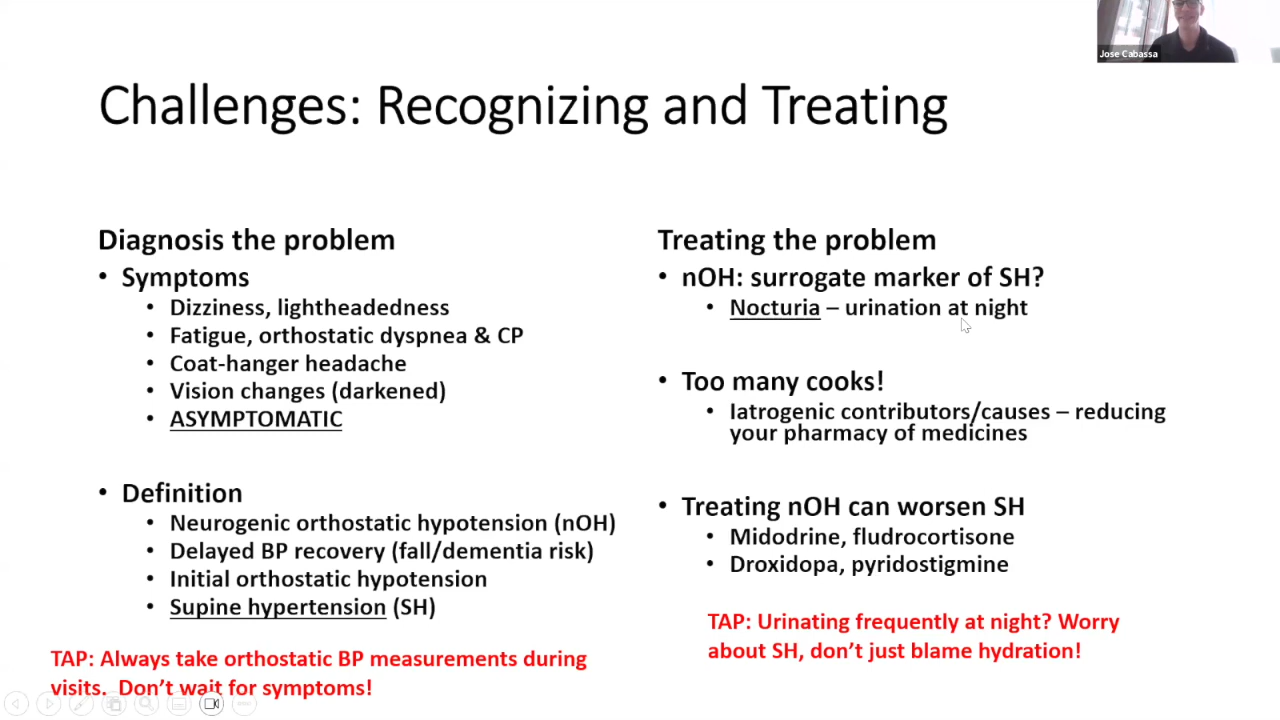 Jose Cabassa
Challenges: Recognizing and Treating
Diagnosis the problem
• Symptoms
• Dizziness, lightheadedness
• Fatigue, orthostatic dyspnea & CP
• Coat-hanger headache
• Vision changes (darkened)
• ASYMPTOMATIC
• Definition
• Neurogenic orthostatic hypotension (nOH)
• Delayed BP recovery (fall/dementia risk)
• Initial orthostatic hypotension
• Supine hypertension (SH)
TAP: Always take orthostatic BP measurements during
visits.  Don’t wait for symptoms!
Treating the problem
• nOH: surrogate marker of SH?
• Nocturia – urination at night
• Too many cooks!
• Iatrogenic contributors/causes – reducing
your pharmacy of medicines
• Treating nOH can worsen SH
• Midodrine, fludrocortisone
• Droxidopa, pyridostigmine
TAP: Urinating frequently at night? Worry
about SH, don’t just blame hydration!